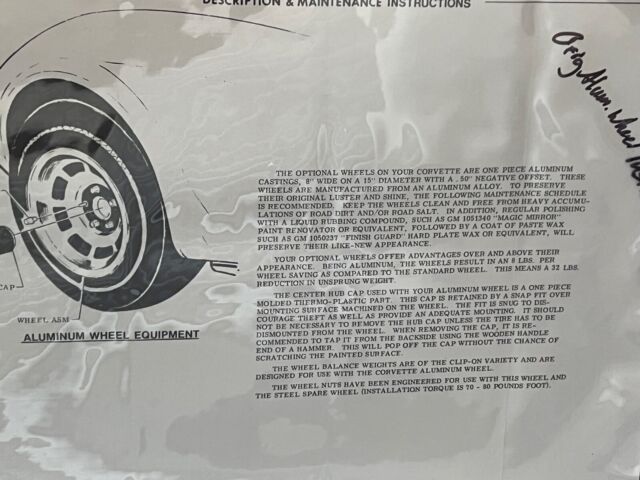 DESCRIPTION & MAINTENANCE INSTRUCTIONS
Orig. Alum. Wheel
THE OPTIONAL WHEELS ON YOUR CORVETTE ARE ONE PIECE ALUMINUM
CASTINGS, 8" WIDE ON A 15" DIAMETER WITH A .50" NEGATIVE OFFSET. THESE
WHEELS ARE MANUFACTURED FROM AN ALUMINUM ALLOY. TO PRESERVE
THEIR ORIGINAL LUSTER AND SHINE, THE FOLLOWING MAINTENANCE SCHEDULE
IS RECOMMENDED. KEEP THE WHEELS CLEAN AND FREE FROM HEAVY ACCUMU-
LATIONS OF ROAD DIRT AND/OR ROAD SALT. IN ADDITION, REGULAR POLISHING
WITH A LIQUID RUBBING COMPOUND, SUCH AS GM 1051340 "MAGIC MIRROR"
PAINT RENOVATOR OR EQUIVALENT, FOLLOWED BY A COAT OF PASTE WAX
SUCH AS GM 1050037 "FINISH GUARD" HARD PLATE WAX OR EQUIVALENT, WILL
PRESERVE THEIR LIKE-NEW APPEARANCE.
YOUR OPTIONAL WHEELS OFFER ADVANTAGES OVER AND ABOVE THEIR
APPEARANCE. BEING ALUMINUM, THE WHEELS RESULT IN AN 8 LBS. PER
WHEEL SAVING AS COMPARED TO THE STANDARD WHEEL. THIS MEANS A 32 LBS.
REDUCTION IN UNSPRUNG WEIGHT.
THE CENTER HUB CAP USED WITH YOUR ALUMINUM WHEEL IS A ONE PIECE
MOLDED THERMO-PLASTIC PART. THIS CAP IS RETAINED BY A SNAP FIT OVER
MOUNTING SURFACE MACHINED ON THE WHEEL. THE FIT IS SNUG TO DIS-
COURAGE THEFT AS WELL AS PROVIDE AN ADEQUATE MOUNTING. IT SHOULD
NOT BE NECESSARY TO REMOVE THE HUB CAP UNLESS THE TIRE HAS TO BE
DISMOUNTED FROM THE WHEEL. WHEN REMOVING THE CAP, IT IS RE-
COMMENDED TO TAP IT FROM THE BACKSIDE USING THE WOODEN HANDLE
END OF A HAMMER. THIS WILL POP OFF THE CAP WITHOUT THE CHANCE OF
SCRATCHING THE PAINTED SURFACE.
THE WHEEL BALANCE WEIGHTS ARE OF THE CLIP-ON VARIETY AND ARE
DESIGNED FOR USE WITH THE CORVETTE ALUMINUM WHEEL.
THE WHEEL NUTS HAVE BEEN ENGINEERED FOR USE WITH THIS WHEEL AND
THE STEEL SPARE WHEEL (INSTALLATION TORQUE IS 70 - 80 POUNDS FOOT).
CAP
WHEEL ASM
ALUMINUM WHEEL EQUIPMENT